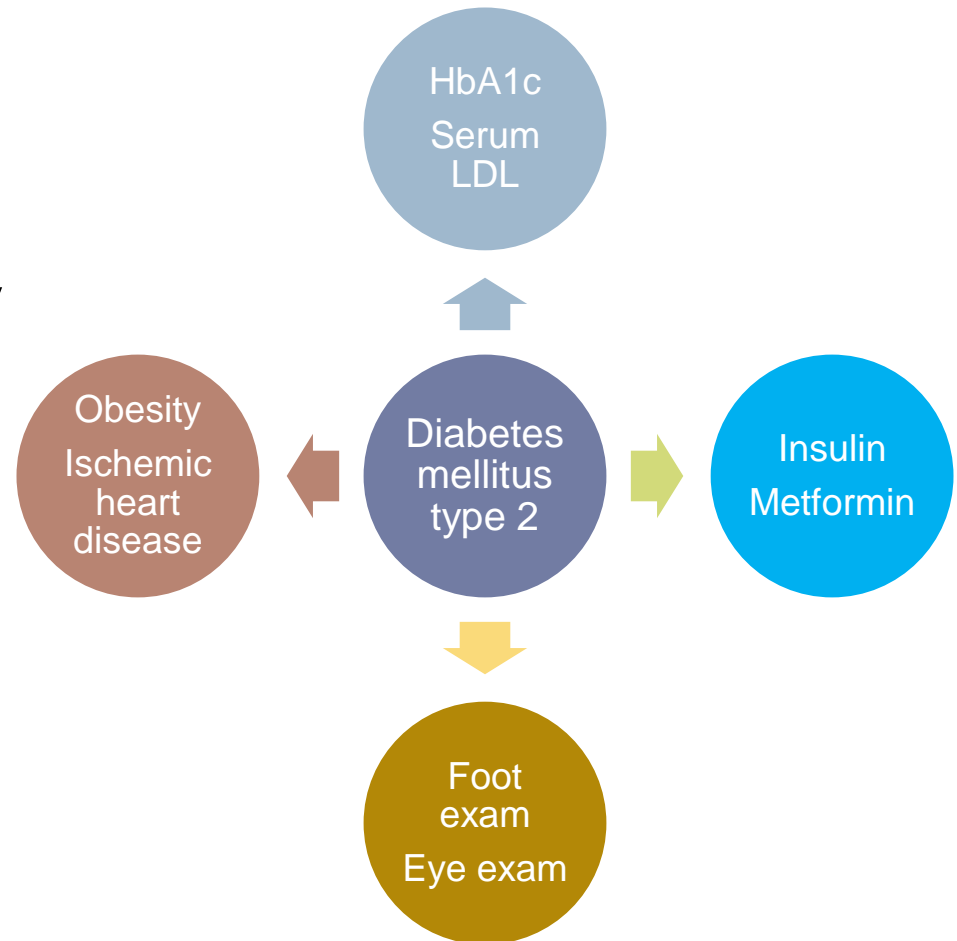 HbA1c
Serum
LDL
Obesity
Ischemic
heart
disease
Diabetes
mellitus
type 2
Insulin
Metformin
Foot
exam
Eye exam